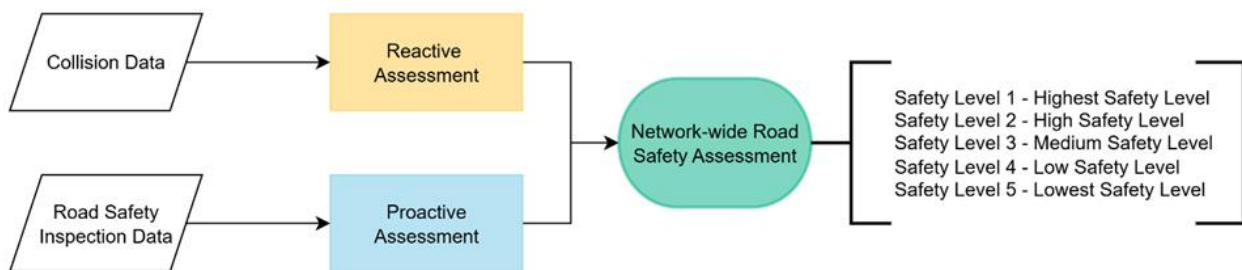 Collision Data
Reactive
Assessment
Road Safety
Inspection Data
Proactive
Assessment
Network-wide Road
Safety Assessment
Safety Level 1 - Highest Safety Level
Safety Level 2 - High Safety Level
Safety Level 3 - Medium Safety Level
Safety Level 4 - Low Safety Level
Safety Level 5 - Lowest Safety Level